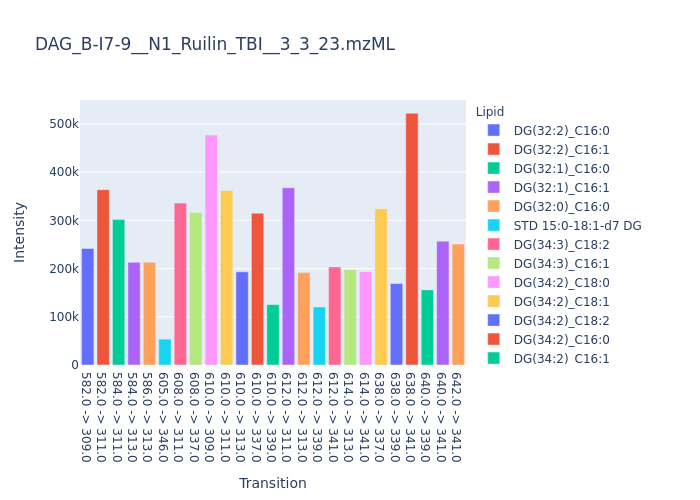 DAG_B-I7-9__N1_Ruilin_TBI__3_3_23.mzML
Intensity
500k
400k
300k
200k
100k
0
582.0 -> 309.0
582.0 -> 311.0
584.0 -> 311.0
584.0 -> 313.0
586.0 -> 313.0
605.0 -> 346.0
608.0 -> 311.0
608.0 -> 337.0
610.0 -> 309.0
610.0 -> 311.0
610.0 -> 313.0
610.0 -> 337.0
610.0 -> 339.0
612.0 -> 311.0
612.0 -> 313.0
612.0 -> 339.0
612.0 -> 341.0
614.0 -> 313.0
614.0 -> 341.0
638.0 -> 337.0
638.0 -> 339.0
638.0 -> 341.0
640.0 -> 339.0
640.0 -> 341.0
642.0 -> 341.0
Transition
Lipid
DG(32:2)_C16:0
DG(32:2)_C16:1
DG(32:1)_C16:0
DG(32:1)_C16:1
DG(32:0)_C16:0
STD 15:0-18:1-d7 DG
DG(34:3)_C18:2
DG(34:3)_C16:1
DG(34:2)_C18:0
DG(34:2)_C18:1
DG(34:2)_C18:2
DG(34:2)_C16:0
DG(34:2)_C16:1